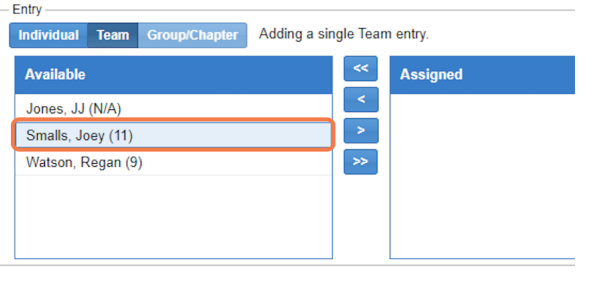 Entry
Individual Team Group/Chapter Adding a single Team entry.
Available << Assigned
Jones, JJ (N/A) <
Smalls, Joey (11) >
Watson, Regan (9) >>